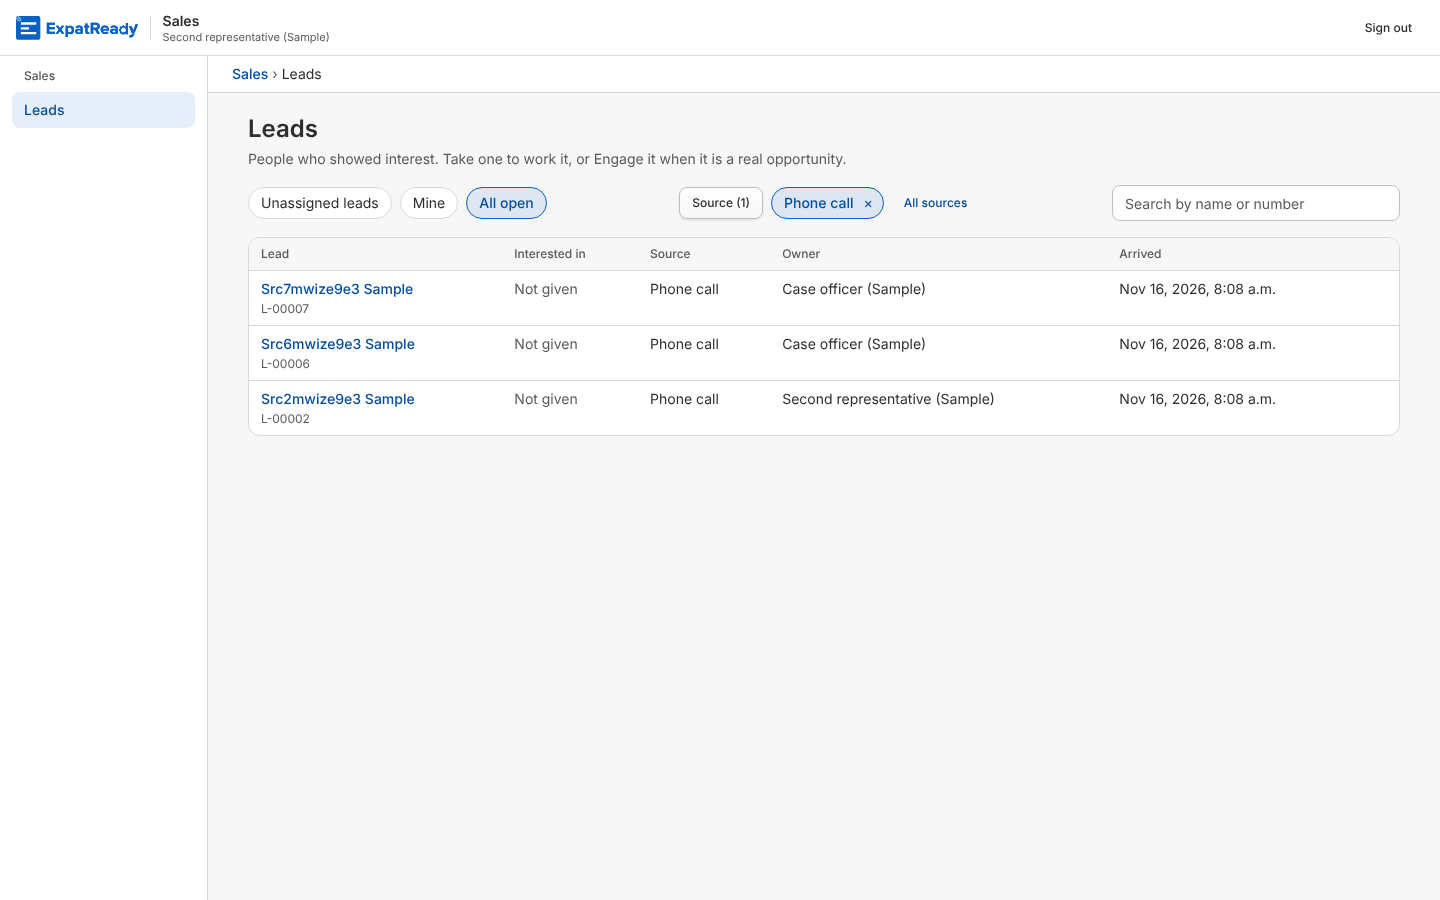 ExpatReady
Sales
Second representative (Sample)
Sign out
Sales
Leads
Sales › Leads
Leads
People who showed interest. Take one to work it, or Engage it when it is a real opportunity.
Unassigned leads Mine All open Source (1) Phone call × All sources Search by name or number
Lead Interested in Source Owner Arrived
Src7mwize9e3 Sample Not given Phone call Case officer (Sample) Nov 16, 2026, 8:08 a.m.
L-00007
Src6mwize9e3 Sample Not given Phone call Case officer (Sample) Nov 16, 2026, 8:08 a.m.
L-00006
Src2mwize9e3 Sample Not given Phone call Second representative (Sample) Nov 16, 2026, 8:08 a.m.
L-00002